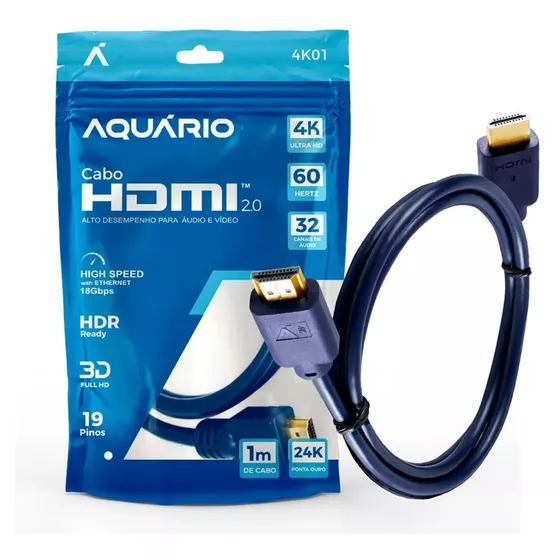 4K01
AQUÁRIO
Cabo
HDMI™ 2.0
ALTO DESEMPENHO PARA ÁUDIO E VÍDEO
4K
ULTRA HD
60
HERTZ
32
CANAIS DE
ÁUDIO
HIGH SPEED
with ETHERNET
18Gbps
HDR
Ready
3D
FULL HD
19
Pinos
1m
DE CABO
24K
PONTA OURO
HDMI